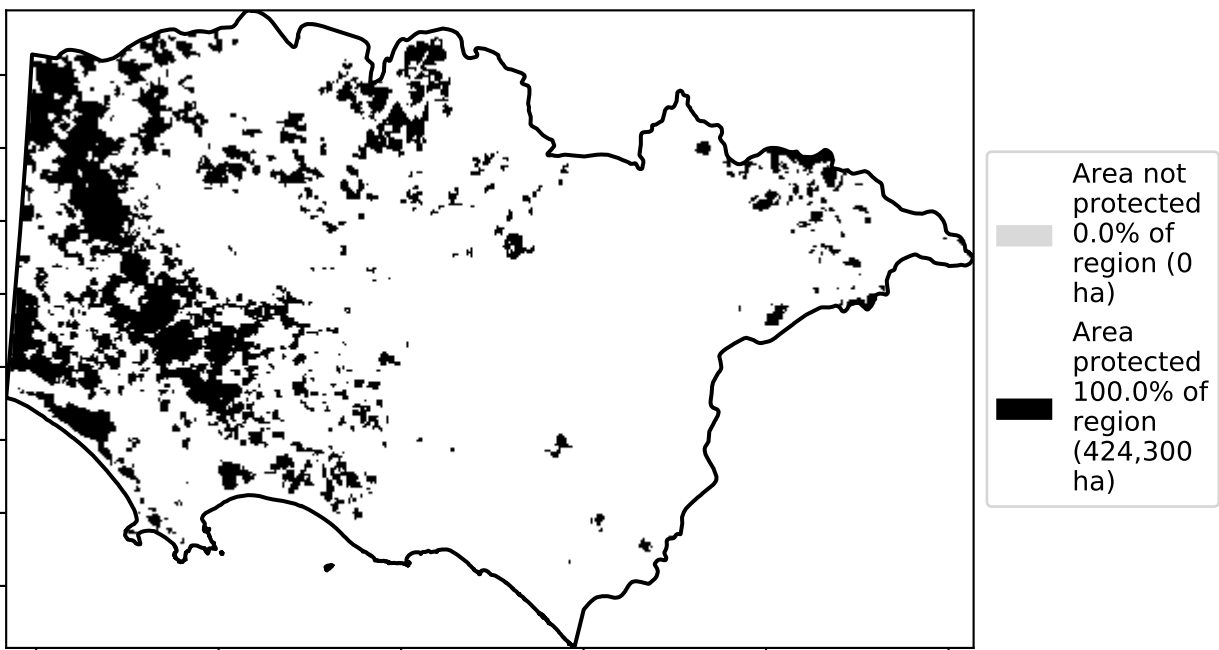 Area not
protected
0.0% of
region (0
ha)
Area
protected
100.0% of
region
(424,300
ha)